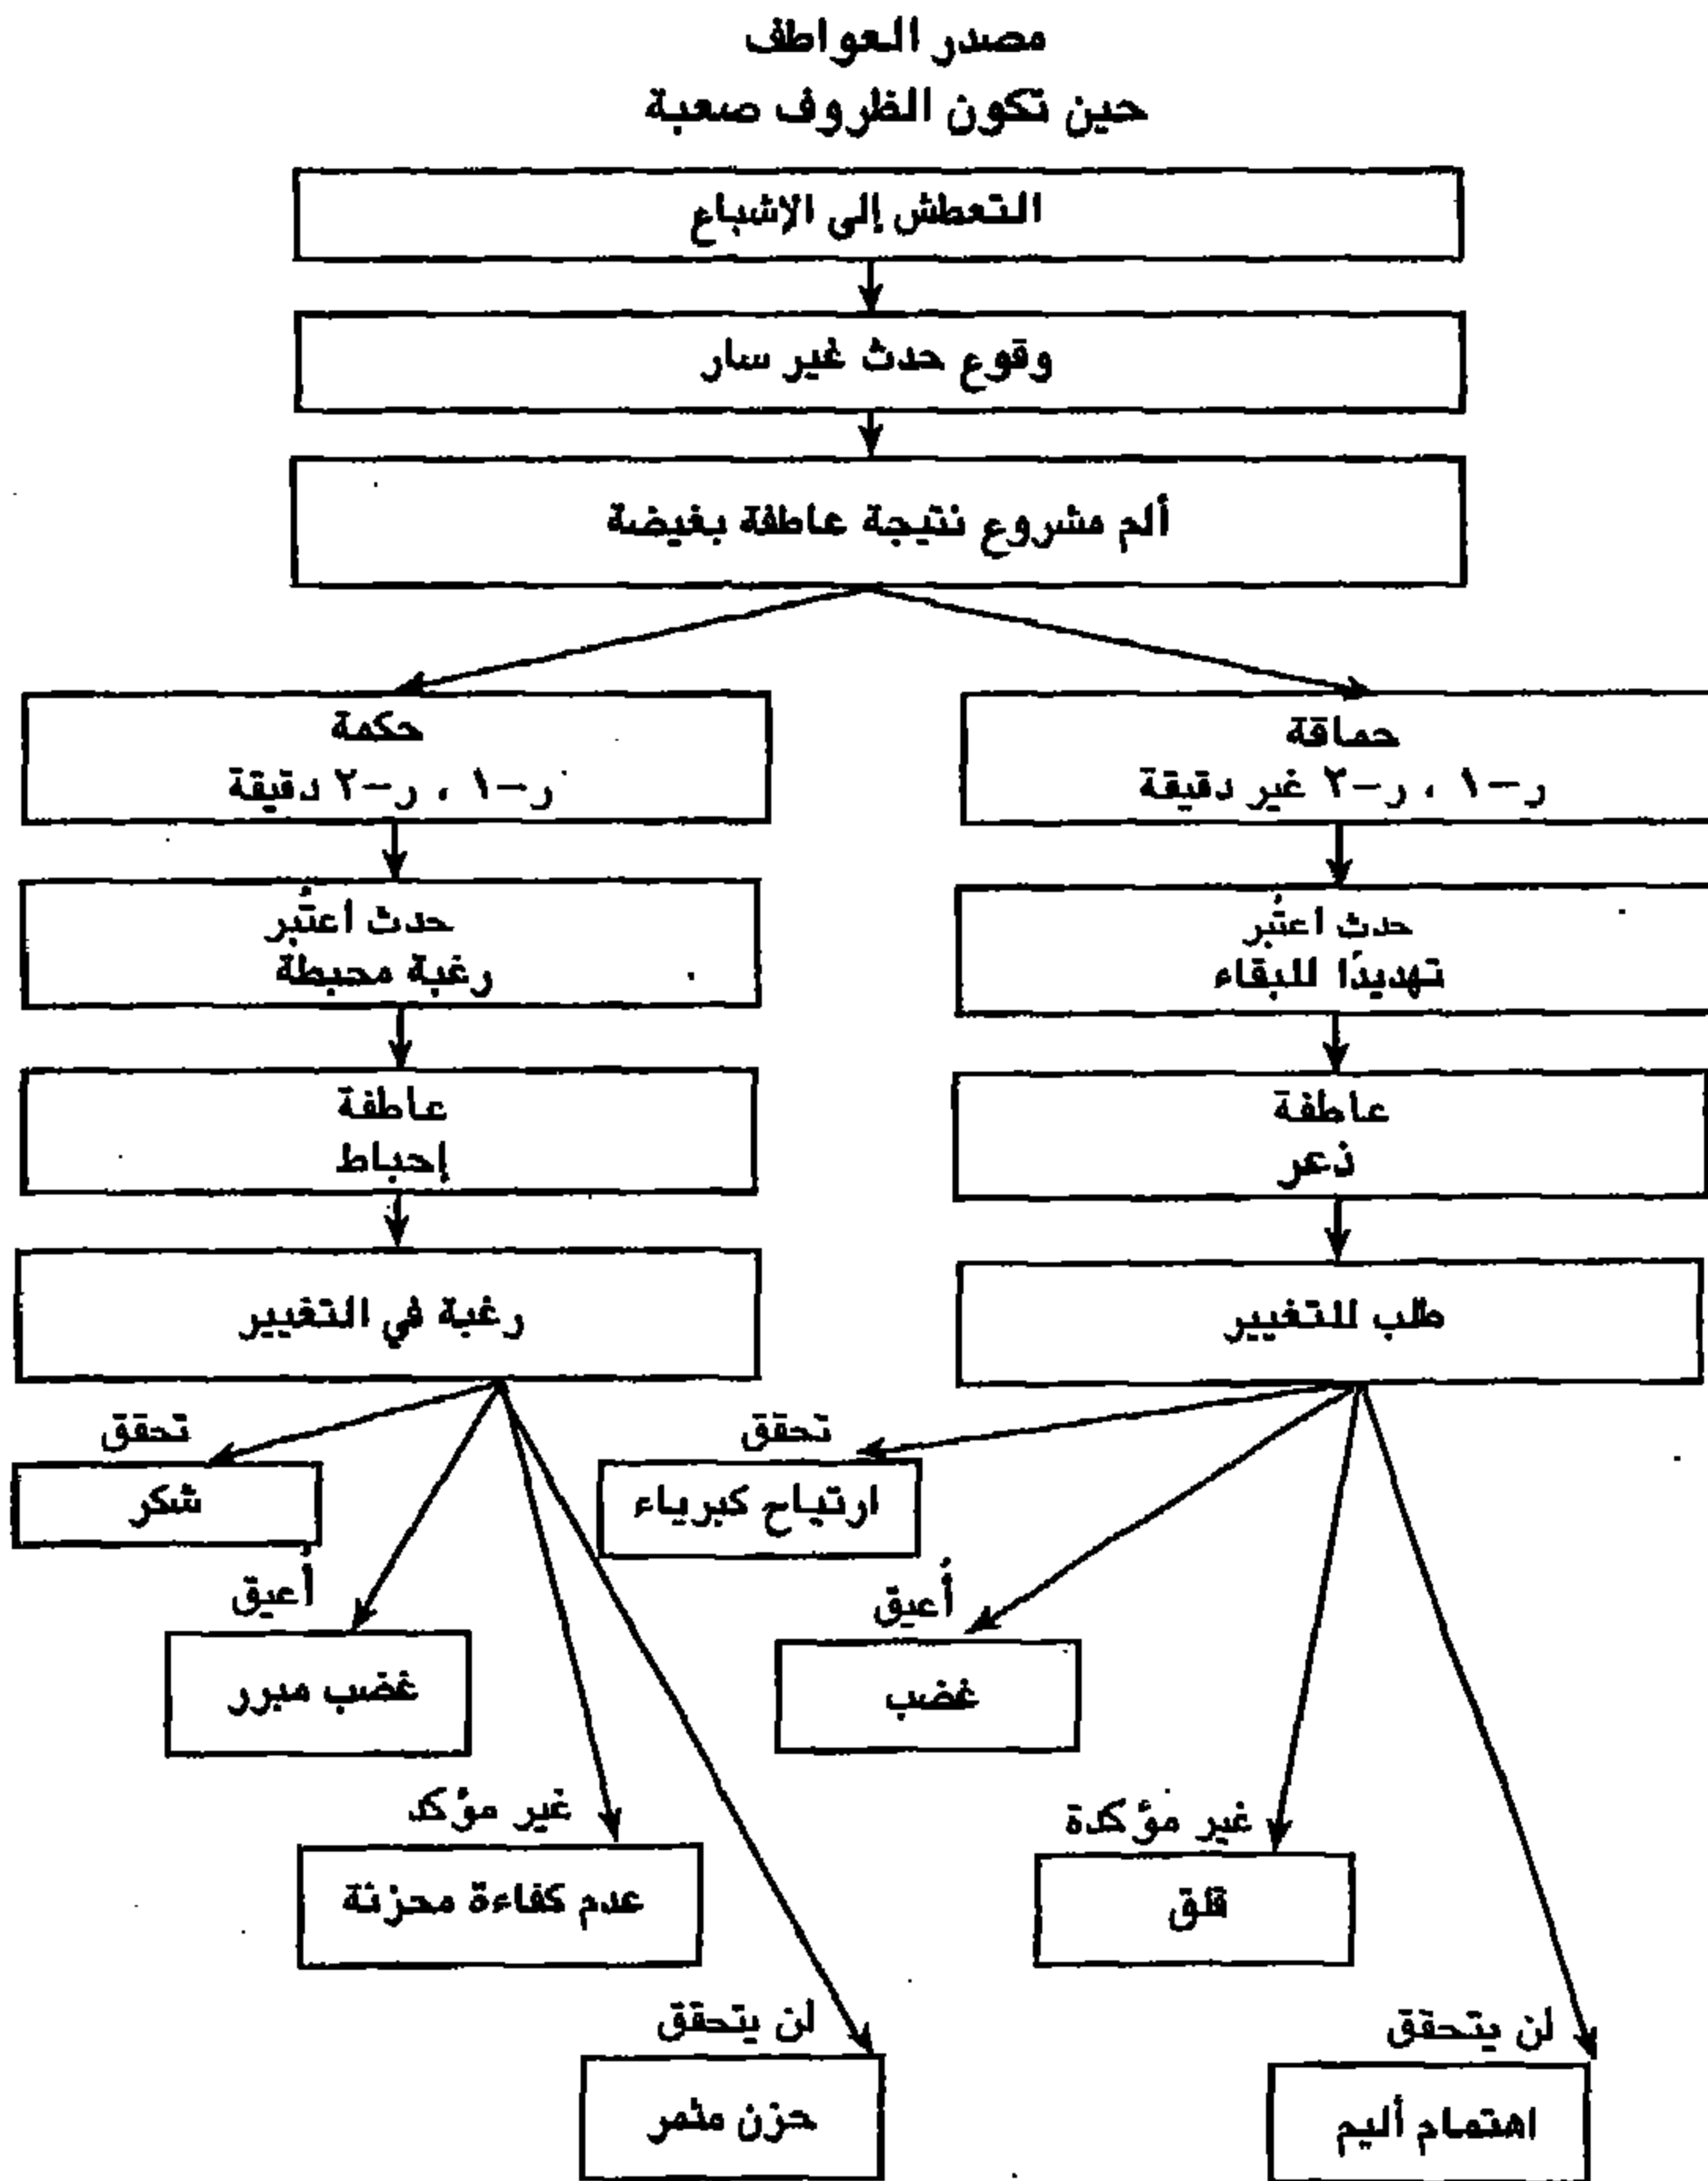 مصدر العواطف
حين تكون الظروف صعبة
التعطش إلى الإشباع
وقوع حدث غير سار
ألم مشروع نتيجة عاطفة بغيضة
حماقة
ر-١ ، ر-٢ غير دقيقة
حدث اعتُبر
تهديدًا للبقاء
عاطفة
ذعر
طلب للتغيير
تحقق
ارتياح كبرياء
أُعيق
غضب
غير مؤكدة
قلق
لن يتحقق
اهتمام أليم
حكمة
ر-١ ، ر-٢ دقيقة
حدث اعتُبر
رغبة محبطة
عاطفة
إحباط
رغبة في التغيير
تحقق
شكر
أُعيق
غضب مبرر
غير مؤكد
عدم كفاءة محزنة
لن يتحقق
حزن مثمر